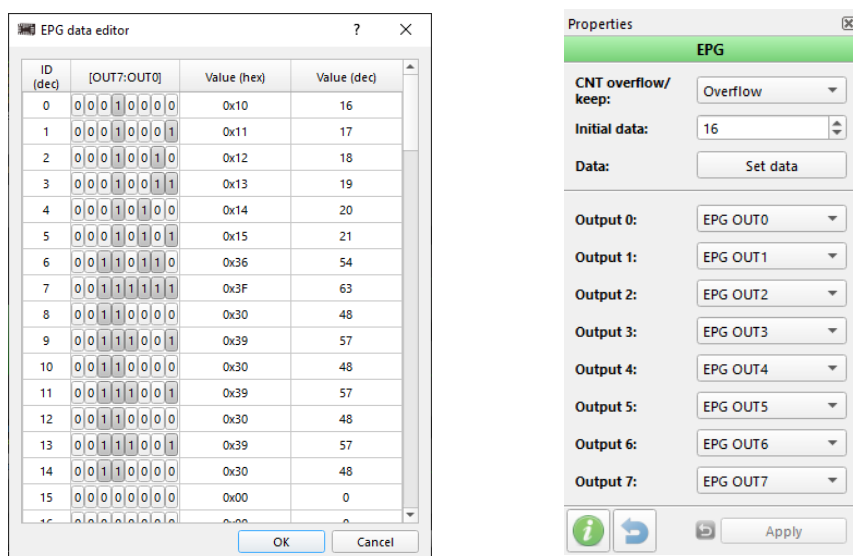 EPG data editor ? ×
ID (dec) [OUT7:OUT0] Value (hex) Value (dec)
0 0 0 0 1 0 0 0 0 0x10 16
1 0 0 0 1 0 0 0 1 0x11 17
2 0 0 0 1 0 0 1 0 0x12 18
3 0 0 0 1 0 0 1 1 0x13 19
4 0 0 0 1 0 1 0 0 0x14 20
5 0 0 0 1 0 1 0 1 0x15 21
6 0 0 1 1 0 1 1 0 0x36 54
7 0 0 1 1 1 1 1 1 0x3F 63
8 0 0 1 1 0 0 0 0 0x30 48
9 0 0 1 1 1 0 0 1 0x39 57
10 0 0 1 1 0 0 0 0 0x30 48
11 0 0 1 1 1 0 0 1 0x39 57
12 0 0 1 1 0 0 0 0 0x30 48
13 0 0 1 1 1 0 0 1 0x39 57
14 0 0 1 1 0 0 0 0 0x30 48
15 0 0 0 0 0 0 0 0 0x00 0
OK Cancel
Properties
EPG
CNT overflow/
keep: Overflow
Initial data: 16
Data: Set data
Output 0: EPG OUT0
Output 1: EPG OUT1
Output 2: EPG OUT2
Output 3: EPG OUT3
Output 4: EPG OUT4
Output 5: EPG OUT5
Output 6: EPG OUT6
Output 7: EPG OUT7
i Apply